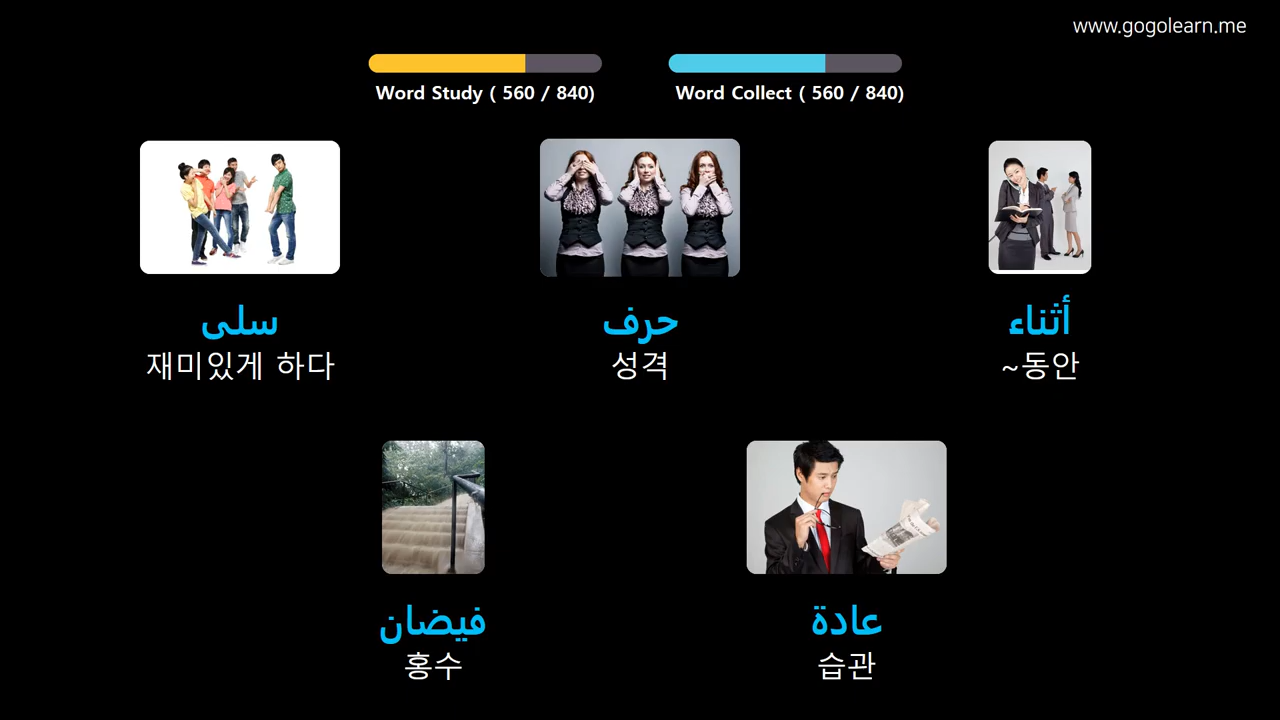 www.gogolearn.me
Word Study ( 560 / 840)
Word Collect ( 560 / 840)
سلى
재미있게 하다
حرف
성격
أثناء
~동안
فيضان
홍수
عادة
습관